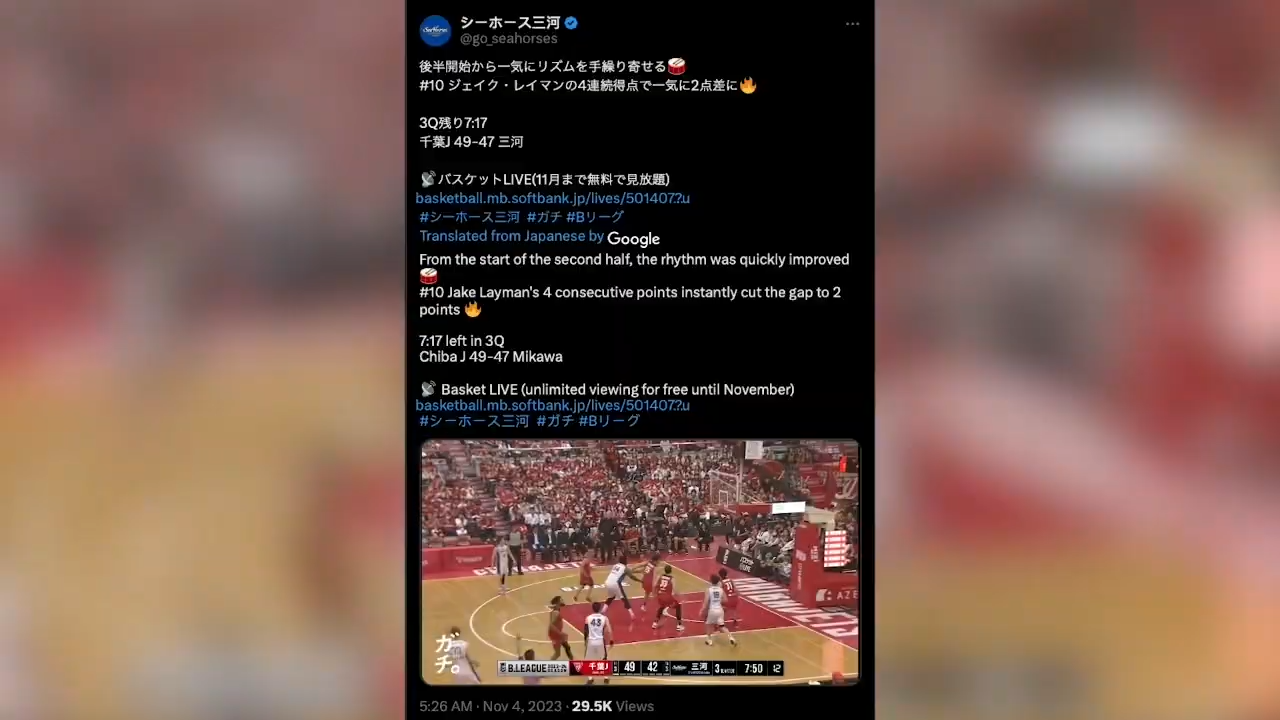 シーホース三河
@go_seahorses
後半開始から一気にリズムを手繰り寄せる🥁
#10 ジェイク・レイマンの4連続得点で一気に2点差に🔥
3Q残り7:17
千葉J 49-47 三河
📡バスケットLIVE(11月まで無料で見放題)
basketball.mb.softbank.jp/lives/501407?u
#シーホース三河 #ガチ #Bリーグ
Translated from Japanese by Google
From the start of the second half, the rhythm was quickly improved
🥁
#10 Jake Layman's 4 consecutive points instantly cut the gap to 2
points 🔥
7:17 left in 3Q
Chiba J 49-47 Mikawa
📡 Basket LIVE (unlimited viewing for free until November)
basketball.mb.softbank.jp/lives/501407?u
#シーホース三河 #ガチ #Bリーグ
AZE
43
ガチ。
B.LEAGUE 千葉J 49 42 三河 3 7:50 12
5:26 AM · Nov 4, 2023 · 29.5K Views